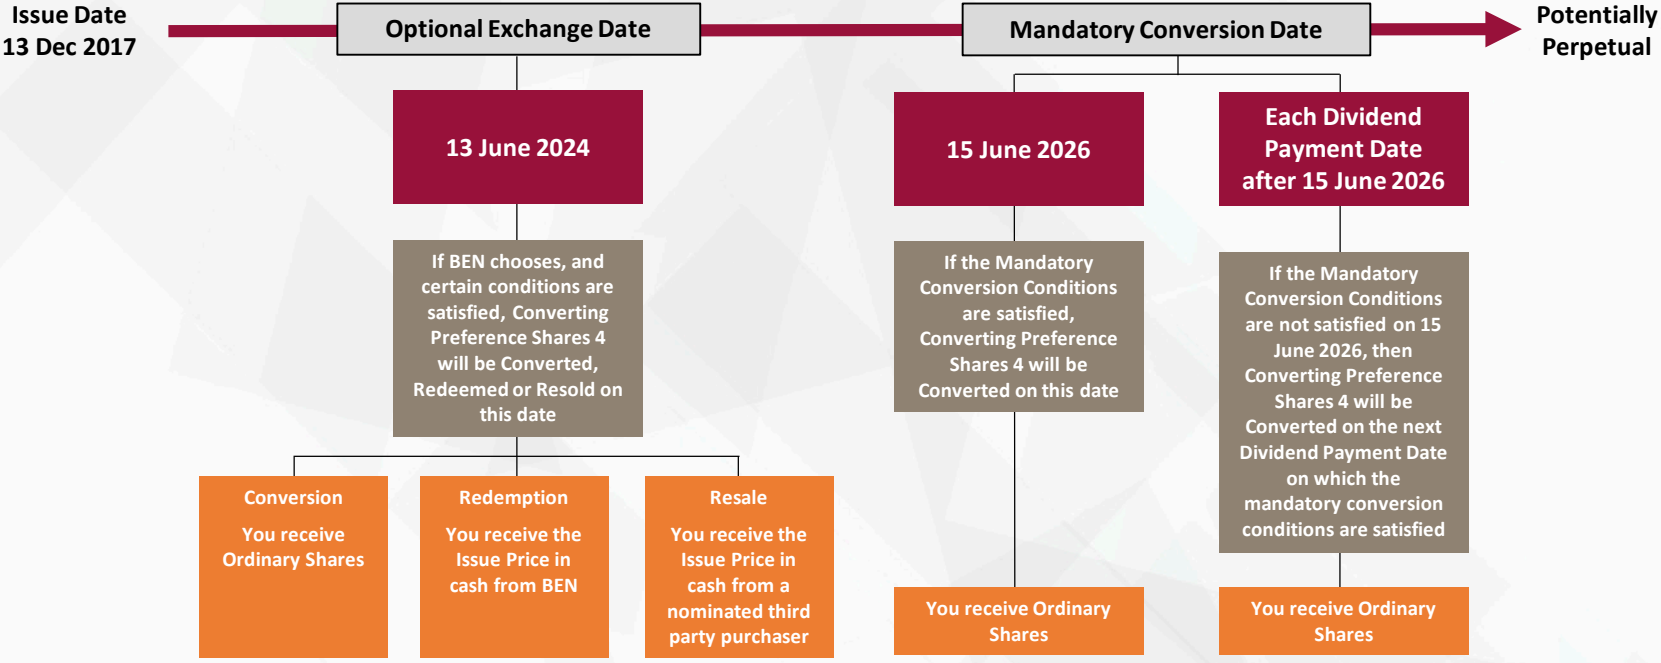 Issue Date
13 Dec 2017
Optional Exchange Date
Mandatory Conversion Date
Potentially
Perpetual
13 June 2024
15 June 2026
Each Dividend
Payment Date
after 15 June 2026
If BEN chooses, and
certain conditions are
satisfied, Converting
Preference Shares 4
will be Converted,
Redeemed or Resold on
this date
If the Mandatory
Conversion Conditions
are satisfied,
Converting Preference
Shares 4 will be
Converted on this date
If the Mandatory
Conversion Conditions
are not satisfied on 15
June 2026, then
Converting Preference
Shares 4 will be
Converted on the next
Dividend Payment Date
on which the
mandatory conversion
conditions are satisfied
Conversion
You receive
Ordinary Shares
Redemption
You receive the
Issue Price in
cash from BEN
Resale
You receive the
Issue Price in
cash from a
nominated third
party purchaser
You receive Ordinary
Shares
You receive Ordinary
Shares